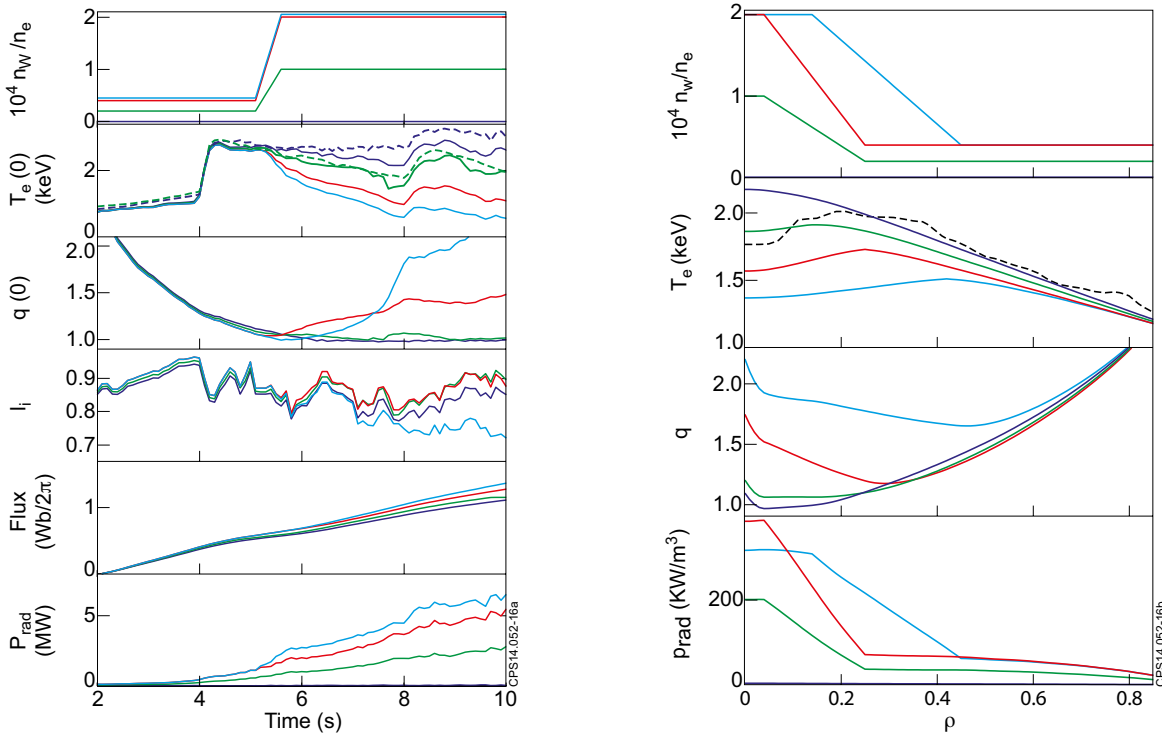 10⁴ n_W/n_e
2
1
0
T_e (0)
(keV)
2
0
q (0)
2.0
1.5
1.0
l_i
0.9
0.8
0.7
Flux
(Wb/2π)
1
0
P_rad
(MW)
5
0
2 4 6 8 10
Time (s)
CPS14.052-16a
10⁴ n_w/n_e
2
1
0
T_e (keV)
2.0
1.5
1.0
q
2.0
1.5
1.0
p_rad (KW/m³)
200
0
0 0.2 0.4 0.6 0.8
ρ
CPS14.052-16b